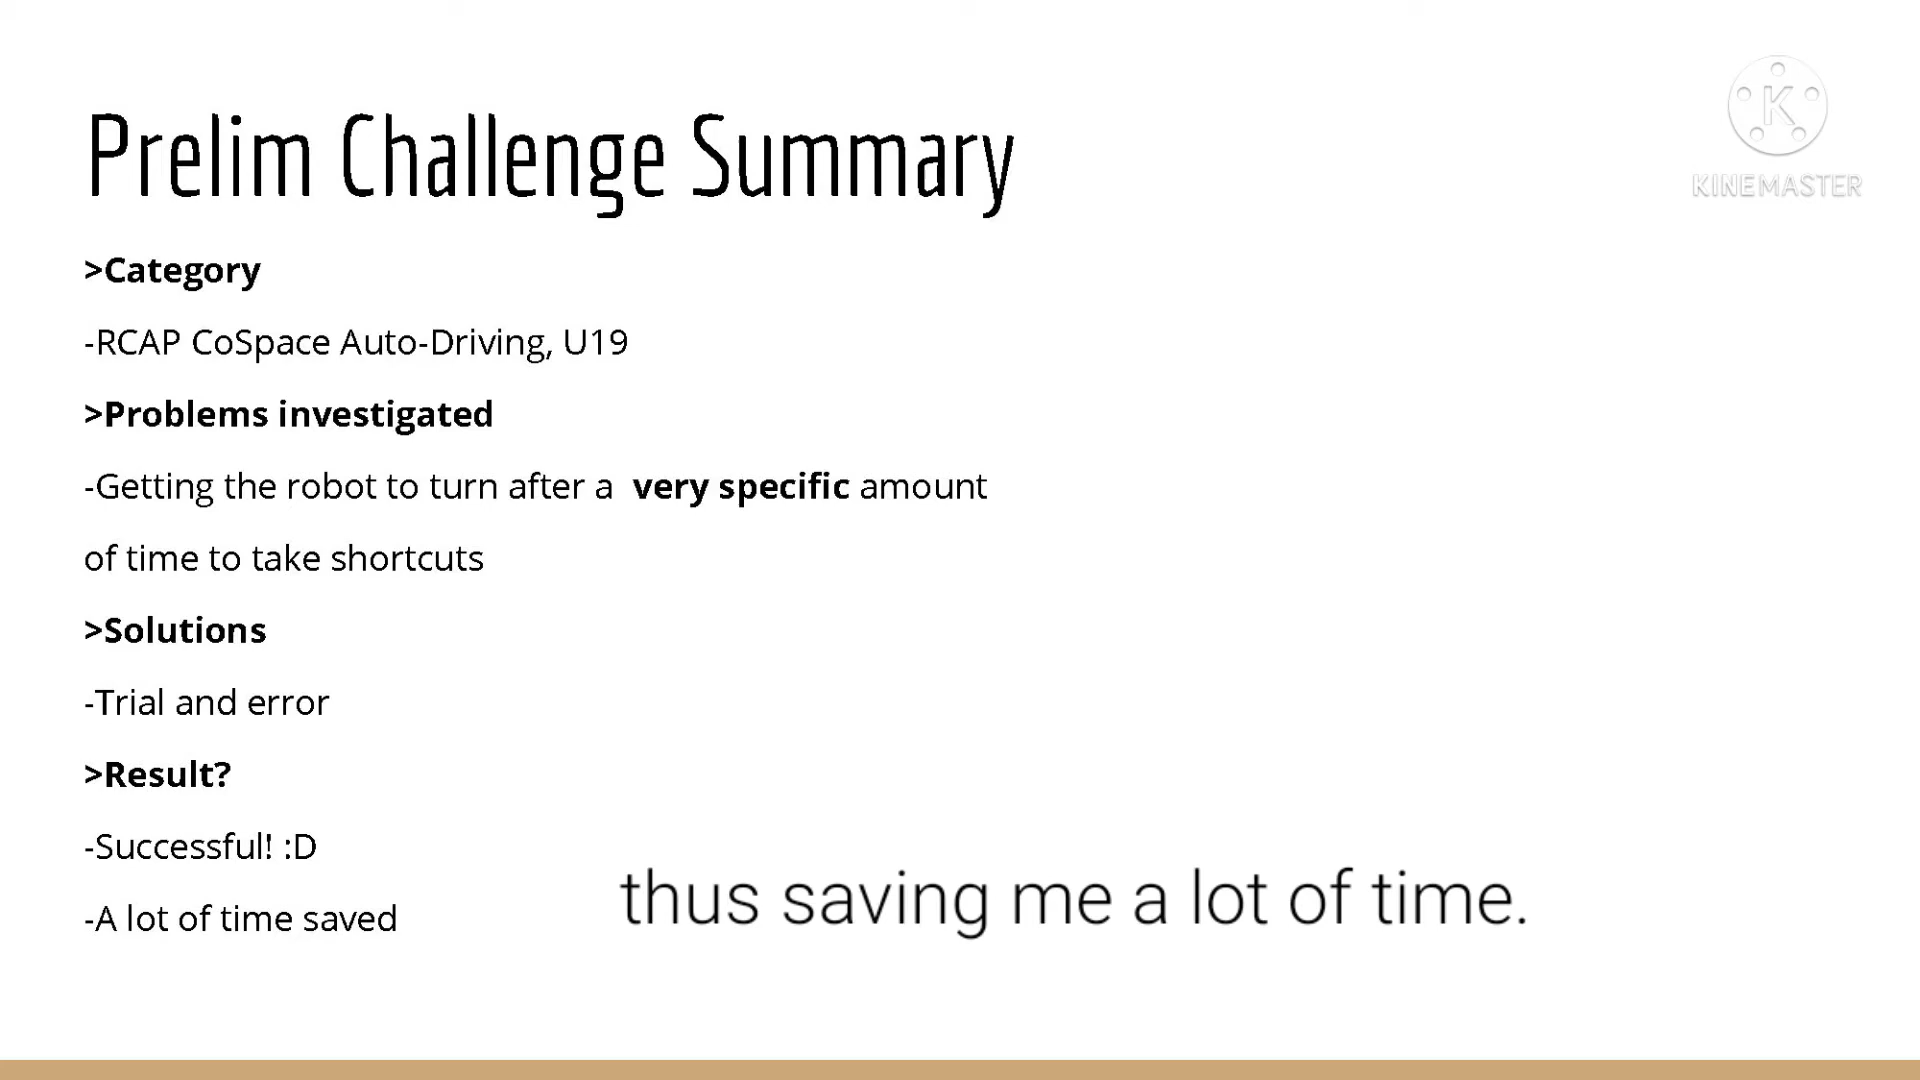 Prelim Challenge Summary
K
KINEMASTER
>Category
-RCAP CoSpace Auto-Driving, U19
>Problems investigated
-Getting the robot to turn after a very specific amount
of time to take shortcuts
>Solutions
-Trial and error
>Result?
-Successful! :D
-A lot of time saved
thus saving me a lot of time.